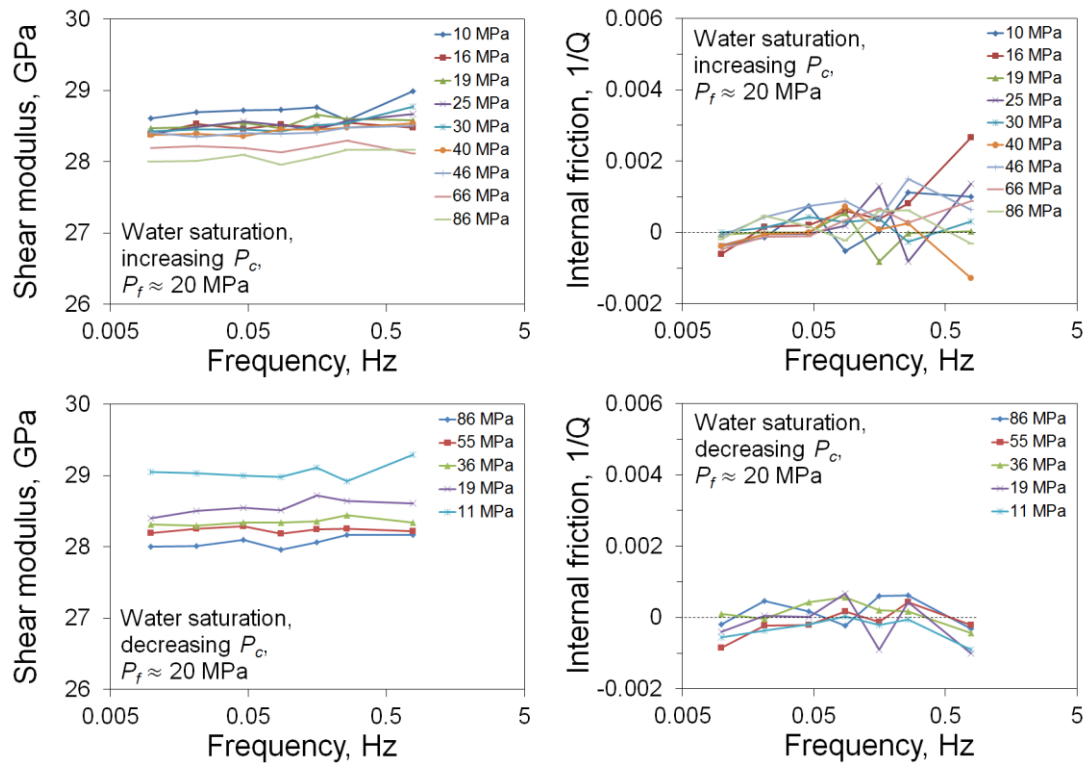 Shear modulus, GPa
30
29
28
27
26
10 MPa
16 MPa
19 MPa
25 MPa
30 MPa
40 MPa
46 MPa
66 MPa
86 MPa
Water saturation,
increasing Pc,
Pf ≈ 20 MPa
0.005
0.05
0.5
5
Frequency, Hz
Internal friction, 1/Q
0.006
0.004
0.002
0
-0.002
Water saturation,
increasing Pc,
Pf ≈ 20 MPa
10 MPa
16 MPa
19 MPa
25 MPa
30 MPa
40 MPa
46 MPa
66 MPa
86 MPa
0.005
0.05
0.5
5
Frequency, Hz
Shear modulus, GPa
30
29
28
27
26
86 MPa
55 MPa
36 MPa
19 MPa
11 MPa
Water saturation,
decreasing Pc,
Pf ≈ 20 MPa
0.005
0.05
0.5
5
Frequency, Hz
Internal friction, 1/Q
0.006
0.004
0.002
0
-0.002
Water saturation,
decreasing Pc,
Pf ≈ 20 MPa
86 MPa
55 MPa
36 MPa
19 MPa
11 MPa
0.005
0.05
0.5
5
Frequency, Hz